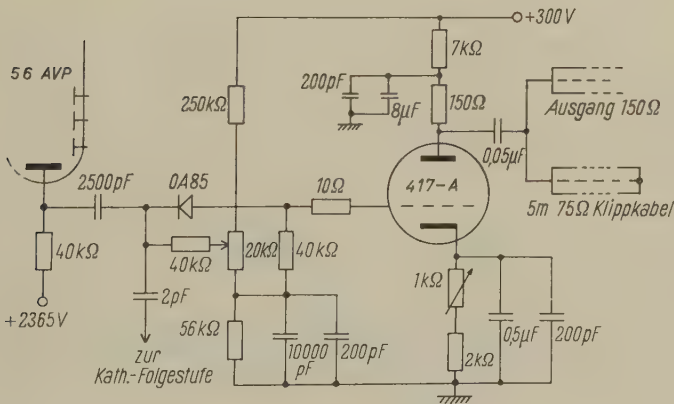 +300V
7kΩ
56 AVP
200pF
8μF
150Ω
250kΩ
Ausgang 150Ω
0,05μF
2500pF
0A85
10Ω
417-A
5m 75Ω Klippkabel
40kΩ
40kΩ
20kΩ
40kΩ
+2365V
2pF
1kΩ
56kΩ
10000
pF
200pF
2kΩ
0,5μF
200pF
zur
Kath.-Folgestufe